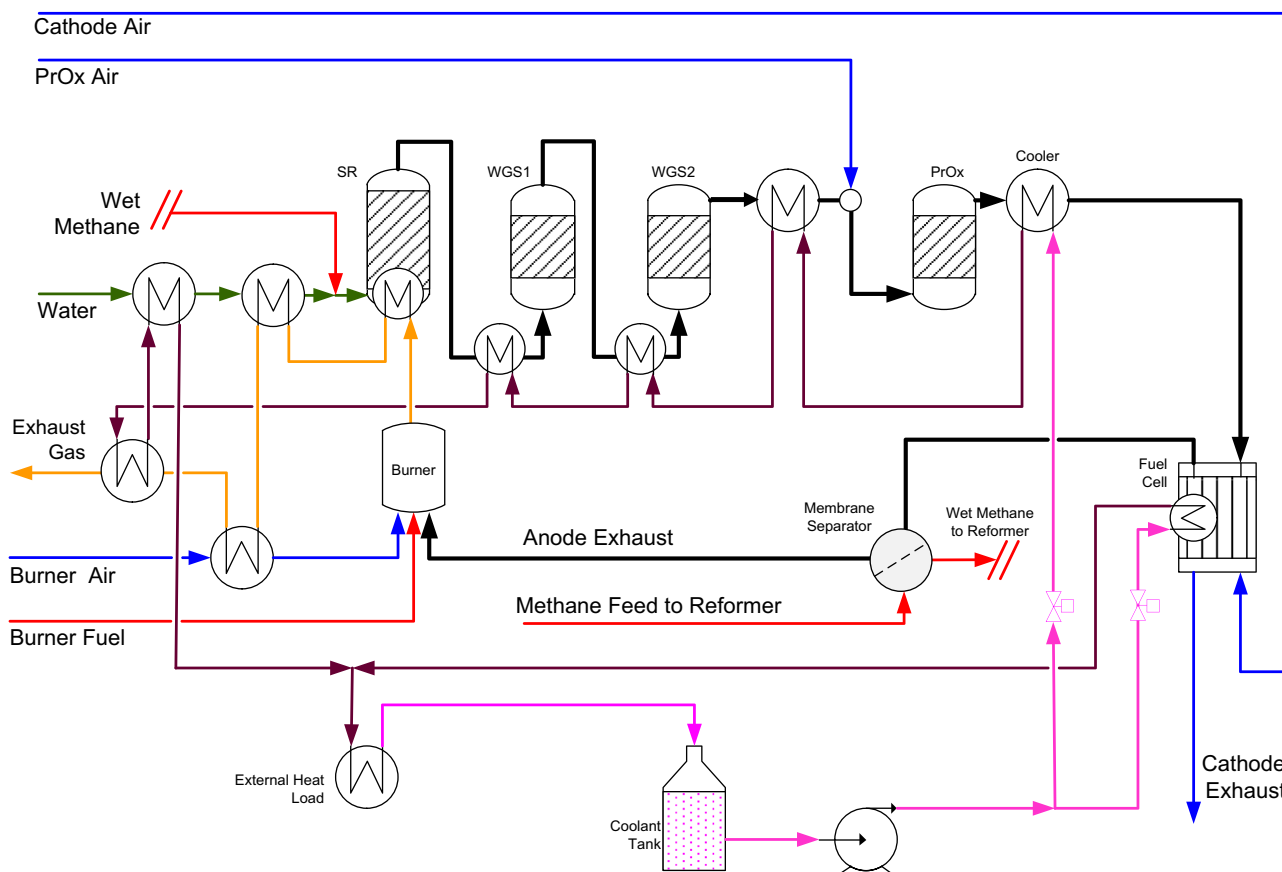 Cathode Air
PrOx Air
SR
WGS1
WGS2
PrOx
Cooler
Wet
Methane
Water
Exhaust
Gas
Burner
Fuel
Cell
Membrane
Separator
Wet Methane
to Reformer
Anode Exhaust
Burner Air
Methane Feed to Reformer
Burner Fuel
External Heat
Load
Coolant
Tank
Cathode
Exhaust